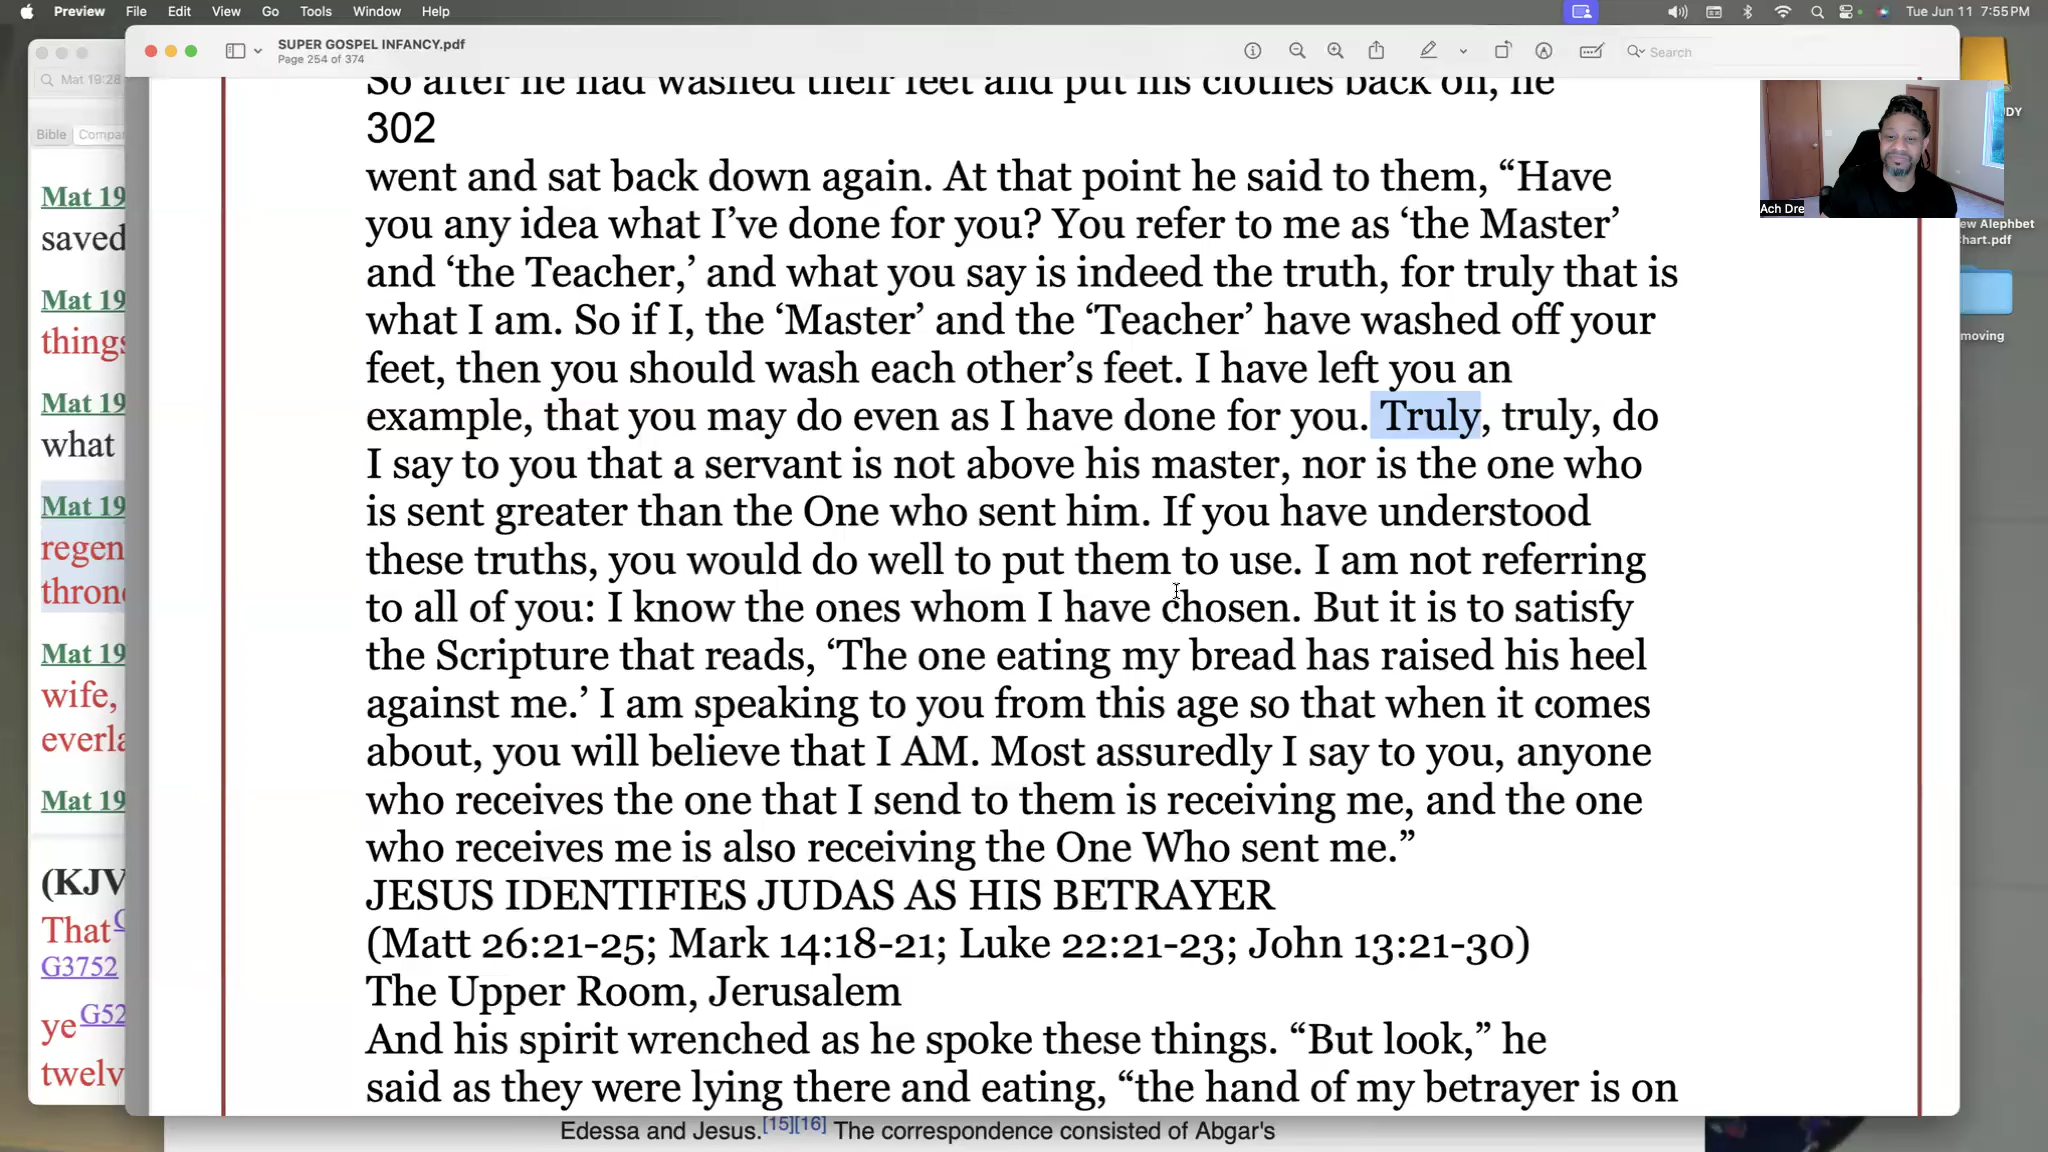 Preview File Edit View Go Tools Window Help
Tue Jun 11 7:55 PM
SUPER GOSPEL INFANCY.pdf
Page 254 of 374
Search
Mat 19:28
Bible Compa
Mat 19
saved
Mat 19
things
Mat 19
what
Mat 19
regen
thron
Mat 19
wife,
everla
Mat 19
(KJV
That
G3752
ye G52
twelv
So after he had washed their feet and put his clothes back on, he
302
went and sat back down again. At that point he said to them, “Have
you any idea what I’ve done for you? You refer to me as ‘the Master’
and ‘the Teacher,’ and what you say is indeed the truth, for truly that is
what I am. So if I, the ‘Master’ and the ‘Teacher’ have washed off your
feet, then you should wash each other’s feet. I have left you an
example, that you may do even as I have done for you. Truly, truly, do
I say to you that a servant is not above his master, nor is the one who
is sent greater than the One who sent him. If you have understood
these truths, you would do well to put them to use. I am not referring
to all of you: I know the ones whom I have chosen. But it is to satisfy
the Scripture that reads, ‘The one eating my bread has raised his heel
against me.’ I am speaking to you from this age so that when it comes
about, you will believe that I AM. Most assuredly I say to you, anyone
who receives the one that I send to them is receiving me, and the one
who receives me is also receiving the One Who sent me.”
JESUS IDENTIFIES JUDAS AS HIS BETRAYER
(Matt 26:21-25; Mark 14:18-21; Luke 22:21-23; John 13:21-30)
The Upper Room, Jerusalem
And his spirit wrenched as he spoke these things. “But look,” he
said as they were lying there and eating, “the hand of my betrayer is on
Edessa and Jesus.[15][16] The correspondence consisted of Abgar's
Ach Dre
DY
ew Alephbet
hart.pdf
moving